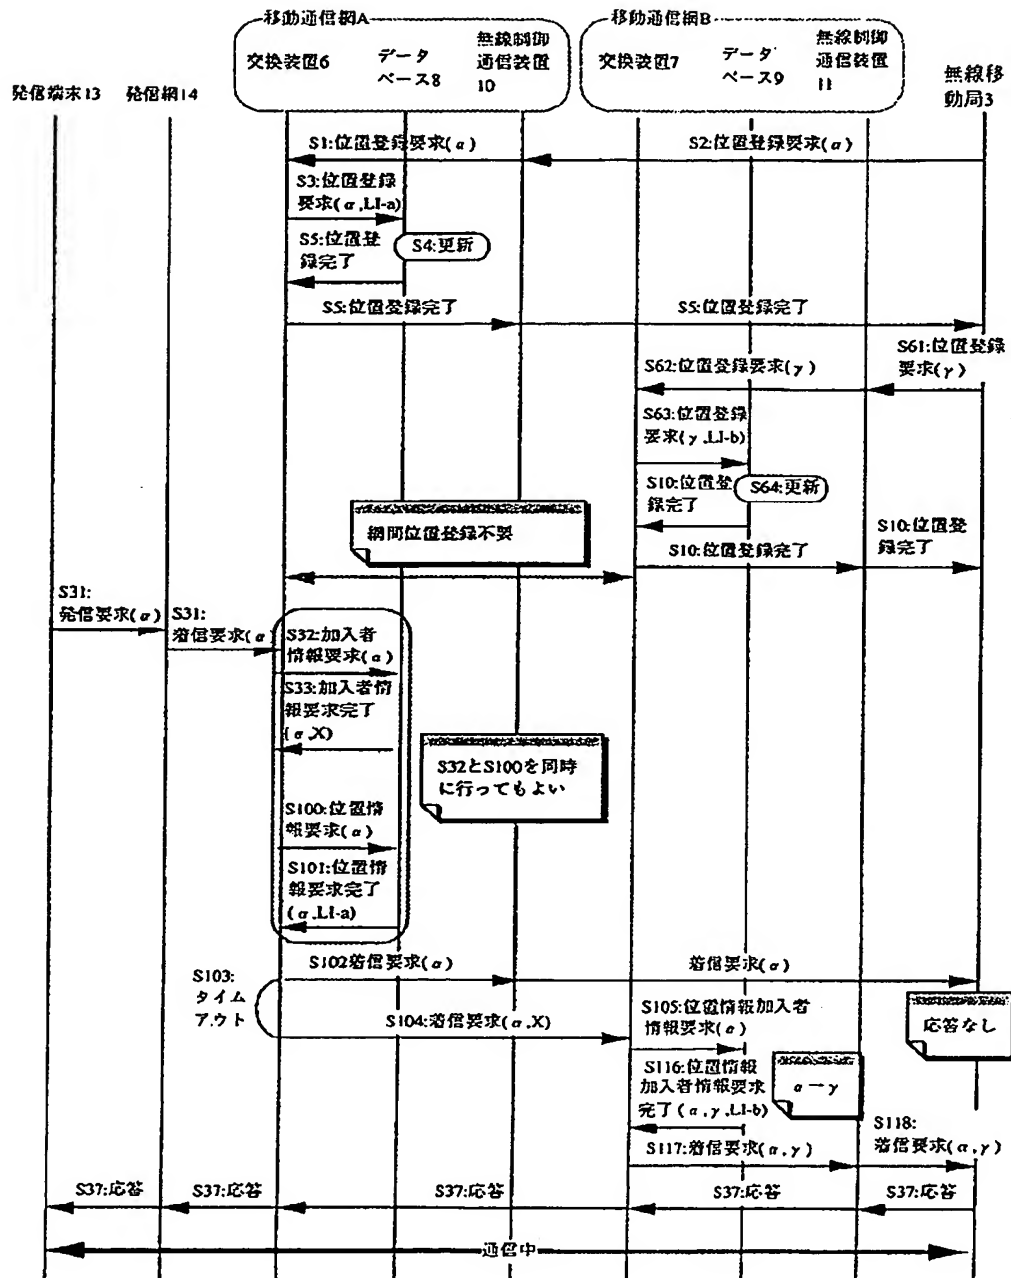 移動通信網A
移動通信網B
交換装置6
データ
ベース8
無線制御
通信装置
10
交換装置7
データ
ベース9
無線制御
通信装置
11
無線移
動局3
発信端末13
発信網14
S1:位置登録要求(α)
S2:位置登録要求(α)
S3:位置登録
要求(α,LI-a)
S5:位置登
録完了
S4:更新
S5:位置登録完了
S5:位置登録完了
S61:位置登録
要求(γ)
S62:位置登録要求(γ)
S63:位置登録
要求(γ,LI-b)
S10:位置登
録完了
S64:更新
網間位置登録不要
S10:位置登録完了
S10:位置登
録完了
S31:
発信要求(α)
S31:
着信要求(α)
S32:加入者
情報要求(α)
S33:加入者情
報要求完了
(α,X)
S32とS100を同時
に行ってもよい
S100:位置情
報要求(α)
S101:位置情
報要求完了
(α,LI-a)
S102着信要求(α)
着信要求(α)
S103:
タイム
アウト
S104:着信要求(α,X)
S105:位置情報加入者
情報要求(α)
応答なし
S116:位置情報
加入者情報要求
完了(α,γ,LI-b)
α→γ
S117:着信要求(α,γ)
S118:
着信要求(α,γ)
S37:応答
S37:応答
S37:応答
S37:応答
S37:応答
通信中